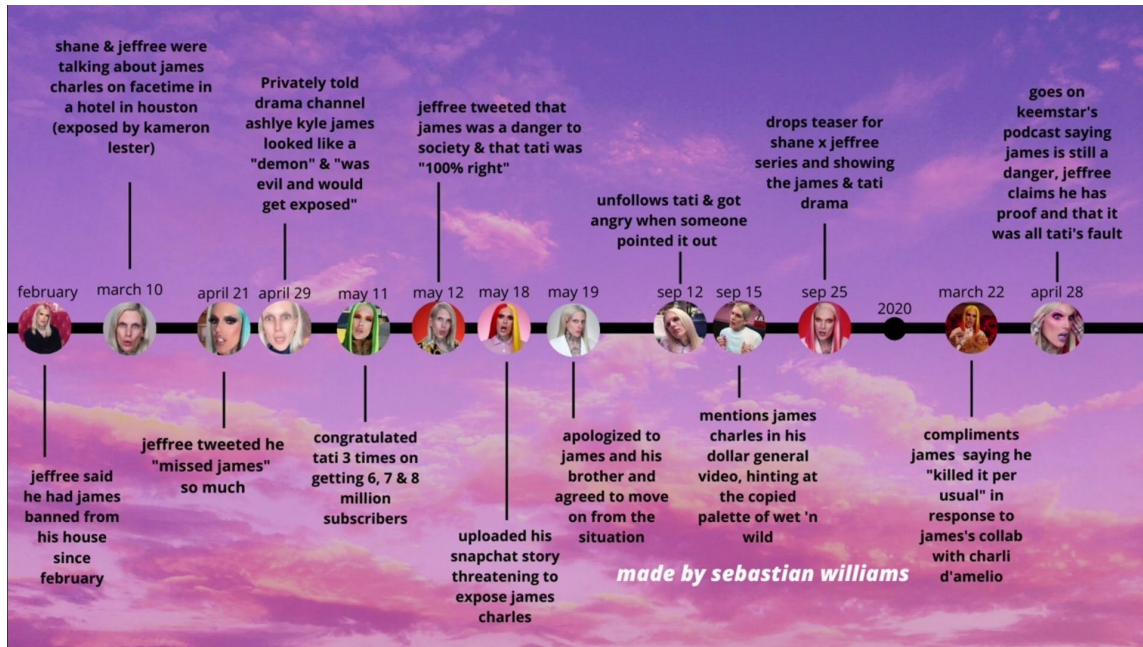 shane & jeffree were
talking about james
charles on facetime in
a hotel in houston
(exposed by kameron
lester)
Privately told
drama channel
ashlye kyle james
looked like a
"demon" & "was
evil and would
get exposed"
jeffree tweeted that
james was a danger to
society & that tati was
"100% right"
unfollows tati & got
angry when someone
pointed it out
drops teaser for
shane x jeffree
series and showing
the james & tati
drama
goes on
keemstar's
podcast saying
james is still a
danger, jeffree
claims he has
proof and that it
was all tati's fault
february
march 10
april 21
april 29
may 11
may 12
may 18
may 19
sep 12
sep 15
sep 25
2020
march 22
april 28
jeffree said
he had james
banned from
his house
since
february
jeffree tweeted he
"missed james"
so much
congratulated
tati 3 times on
getting 6, 7 & 8
million
subscribers
uploaded his
snapchat story
threatening to
expose james
charles
apologized to
james and his
brother and
agreed to move
on from the
situation
mentions james
charles in his
dollar general
video, hinting at
the copied
palette of wet 'n
wild
compliments
james saying he
"killed it per
usual" in
response to
james's collab
with charli
d'amelio
made by sebastian williams